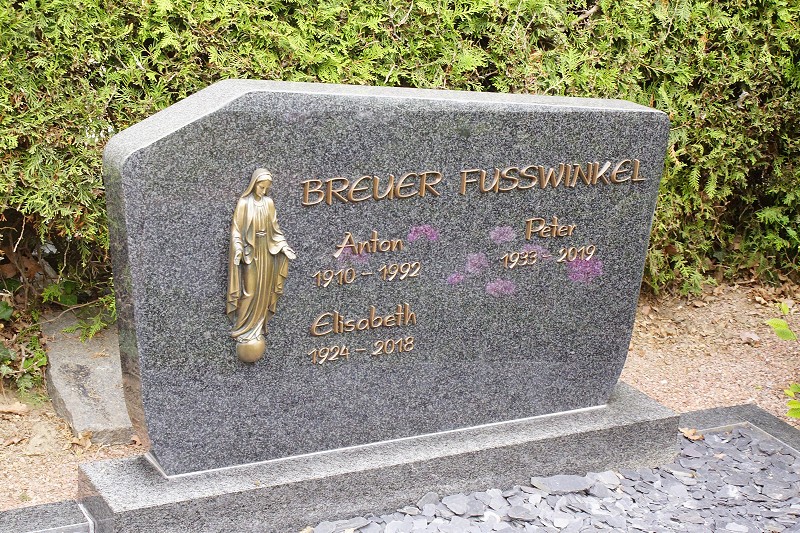 BREUER FUSSWINKEL
Anton
1910 – 1992
Elisabeth
1924 – 2018
Peter
1933 – 2019